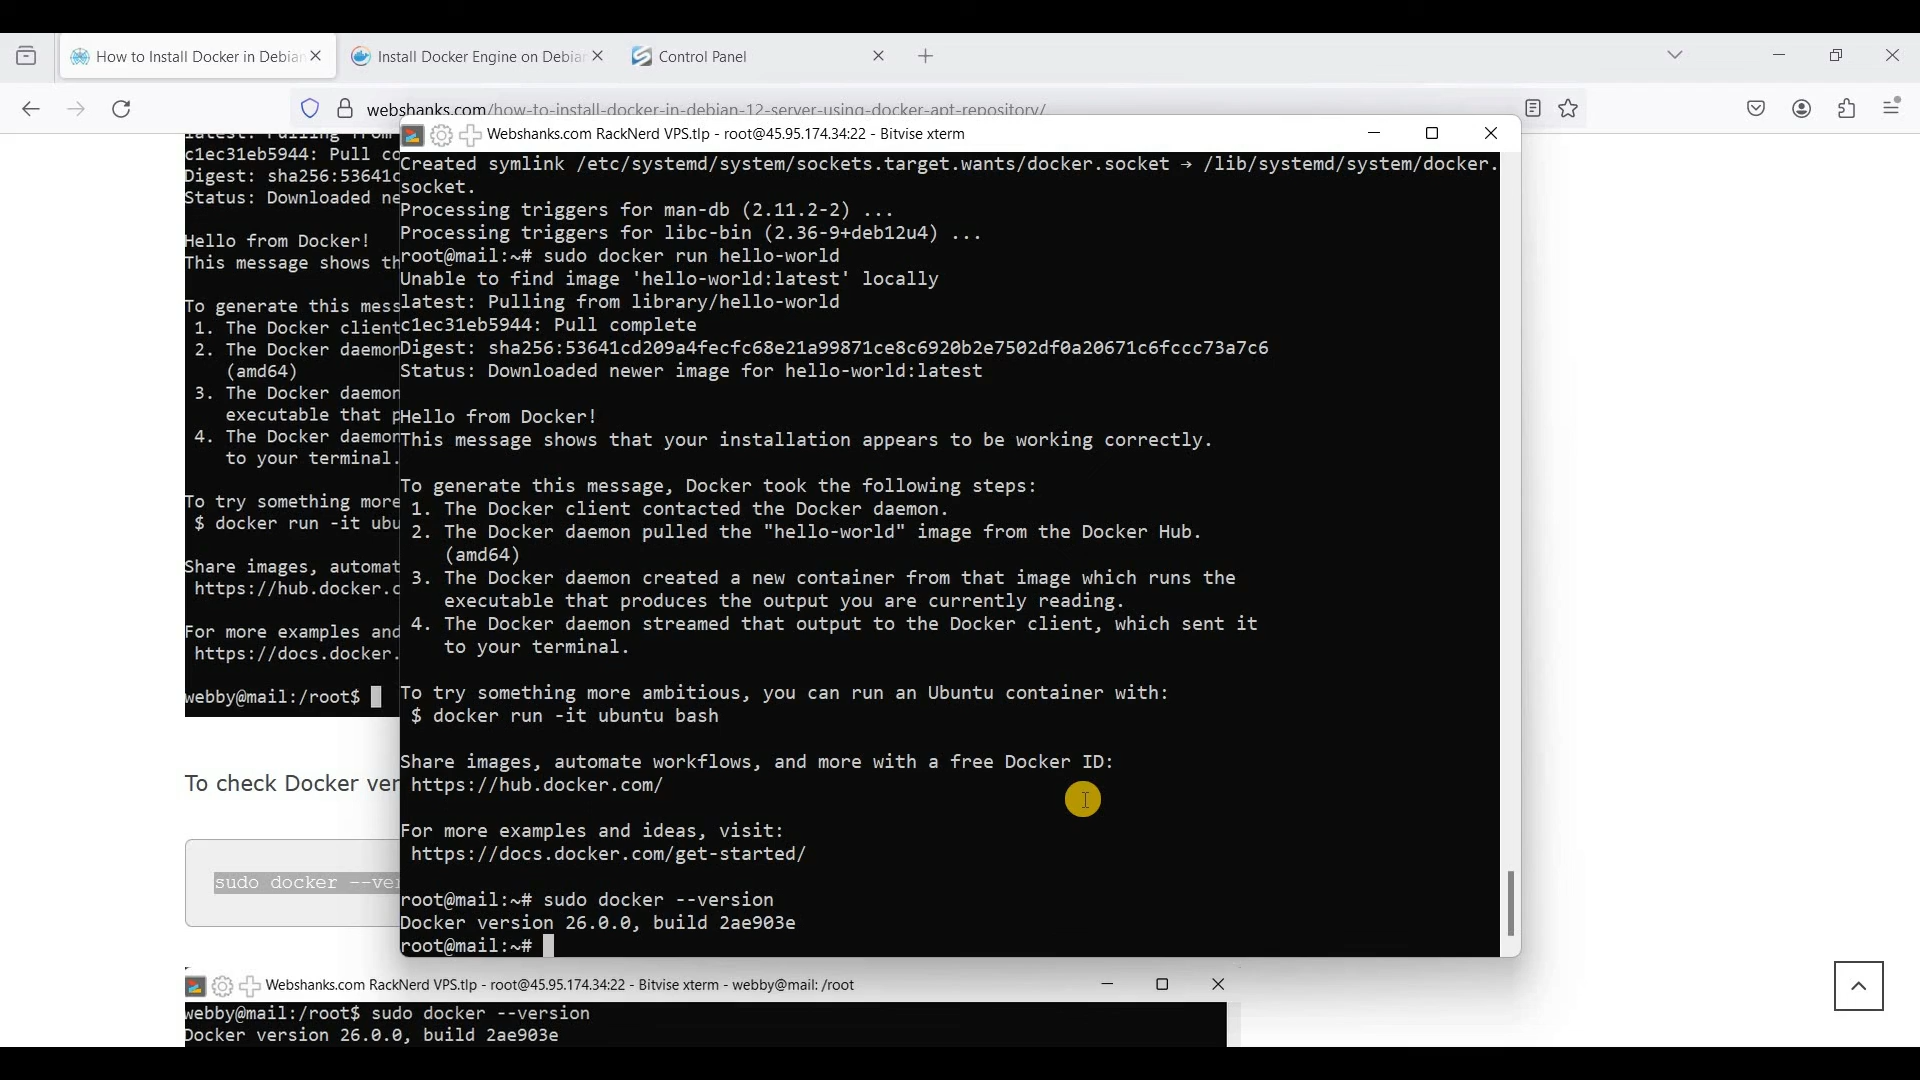 How to Install Docker in Debian
Install Docker Engine on Debian
Control Panel
webshanks.com/how-to-install-docker-in-debian-12-server-using-docker-apt-repository/
c1ec31eb5944: Pull
Digest: sha256:53641
Status: Downloaded
Hello from Docker!
This message shows
To generate this
1. The Docker client
2. The Docker daemon
(amd64)
3. The Docker daemon
executable that
4. The Docker daemon
to your terminal.
To try something more
$ docker run -it
Share images,
https://hub.docker.
For more examples and
https://docs.docker.
webby@mail:/root$
To check Docker
sudo docker
Webshanks.com RackNerd VPS.tlp - root@45.95.174.34:22 - Bitvise xterm
Created symlink /etc/systemd/system/sockets.target.wants/docker.socket → /lib/systemd/system/docker.
socket.
Processing triggers for man-db (2.11.2-2) ...
Processing triggers for libc-bin (2.36-9+deb12u4) ...
root@mail:~# sudo docker run hello-world
Unable to find image 'hello-world:latest' locally
latest: Pulling from library/hello-world
c1ec31eb5944: Pull complete
Digest: sha256:53641cd209a4fecfc68e21a99871ce8c6920b2e7502df0a20671c6fccc73a7c6
Status: Downloaded newer image for hello-world:latest
Hello from Docker!
This message shows that your installation appears to be working correctly.
To generate this message, Docker took the following steps:
1. The Docker client contacted the Docker daemon.
2. The Docker daemon pulled the "hello-world" image from the Docker Hub.
(amd64)
3. The Docker daemon created a new container from that image which runs the
executable that produces the output you are currently reading.
4. The Docker daemon streamed that output to the Docker client, which sent it
to your terminal.
To try something more ambitious, you can run an Ubuntu container with:
$ docker run -it ubuntu bash
Share images, automate workflows, and more with a free Docker ID:
https://hub.docker.com/
For more examples and ideas, visit:
https://docs.docker.com/get-started/
root@mail:~# sudo docker --version
Docker version 26.0.0, build 2ae903e
root@mail:~#
Webshanks.com RackNerd VPS.tlp - root@45.95.174.34:22 - Bitvise xterm - webby@mail: /root
webby@mail:/root$ sudo docker --version
Docker version 26.0.0, build 2ae903e